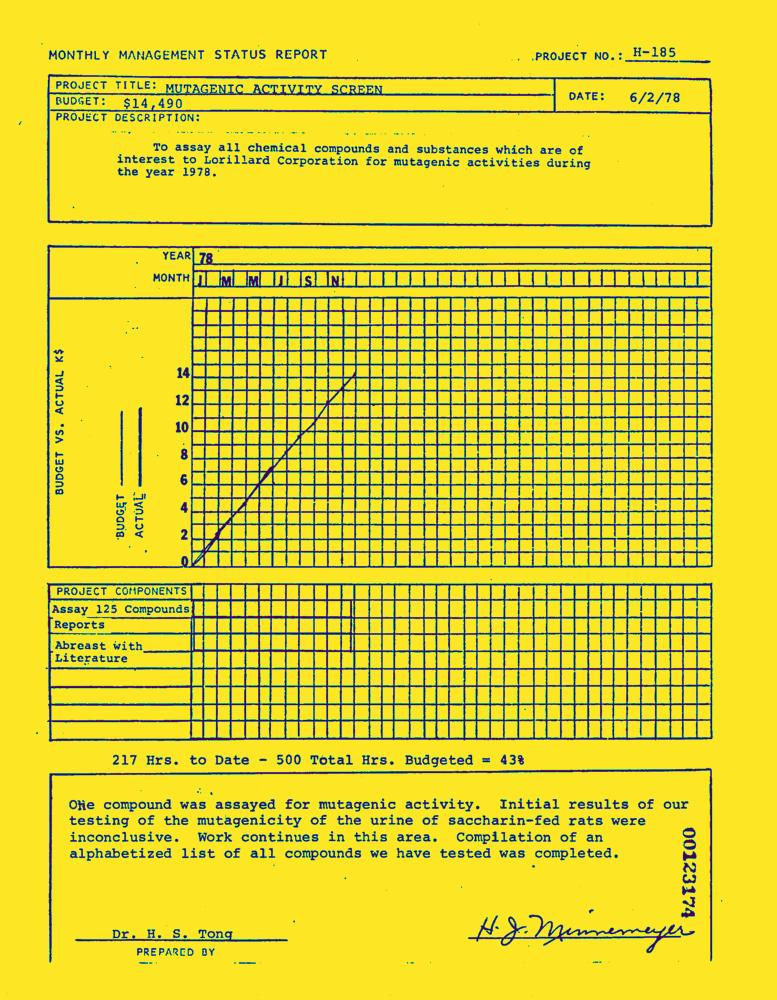 MONTHLY MANAGEMENT STATUS REPORT
PROJECT NO.: H-185
PROJECT TITLE: MUTAGENIC ACTIVITY SCREEN
BUDGET: $14,490
DATE: 6/2/78
PROJECT DESCRIPTION:
To assay all chemical compounds and substances which are of
interest to Lorillard Corporation for mutagenic activities during
the year 1978.
YEAR 78
MONTH J M M J S N
BUDGET VS. ACTUAL K$
BUDGET
ACTUAL
14
12
10
8
6
4
2
0
PROJECT COMPONENTS
Assay 125 Compounds
Reports
Abreast with
Literature
217 Hrs. to Date - 500 Total Hrs. Budgeted = 43%
One compound was assayed for mutagenic activity. Initial results of our
testing of the mutagenicity of the urine of saccharin-fed rats were
inconclusive. Work continues in this area. Compilation of an
alphabetized list of all compounds we have tested was completed.
00123174
Dr. H. S. Tong
H. J. Minnemeyer
PREPARED BY